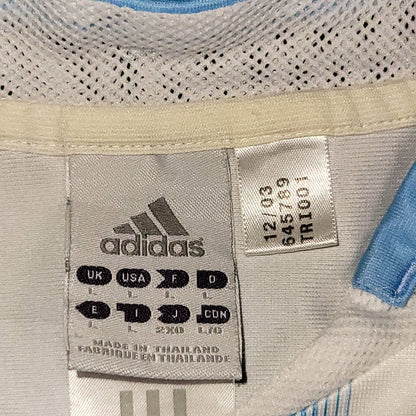 adidas
UK USA F D
L L L L
E I J CDN
L L 2XO L/G
MADE IN THAILAND
FABRIQUE EN THAILANDE
12/03
645789
TRI001